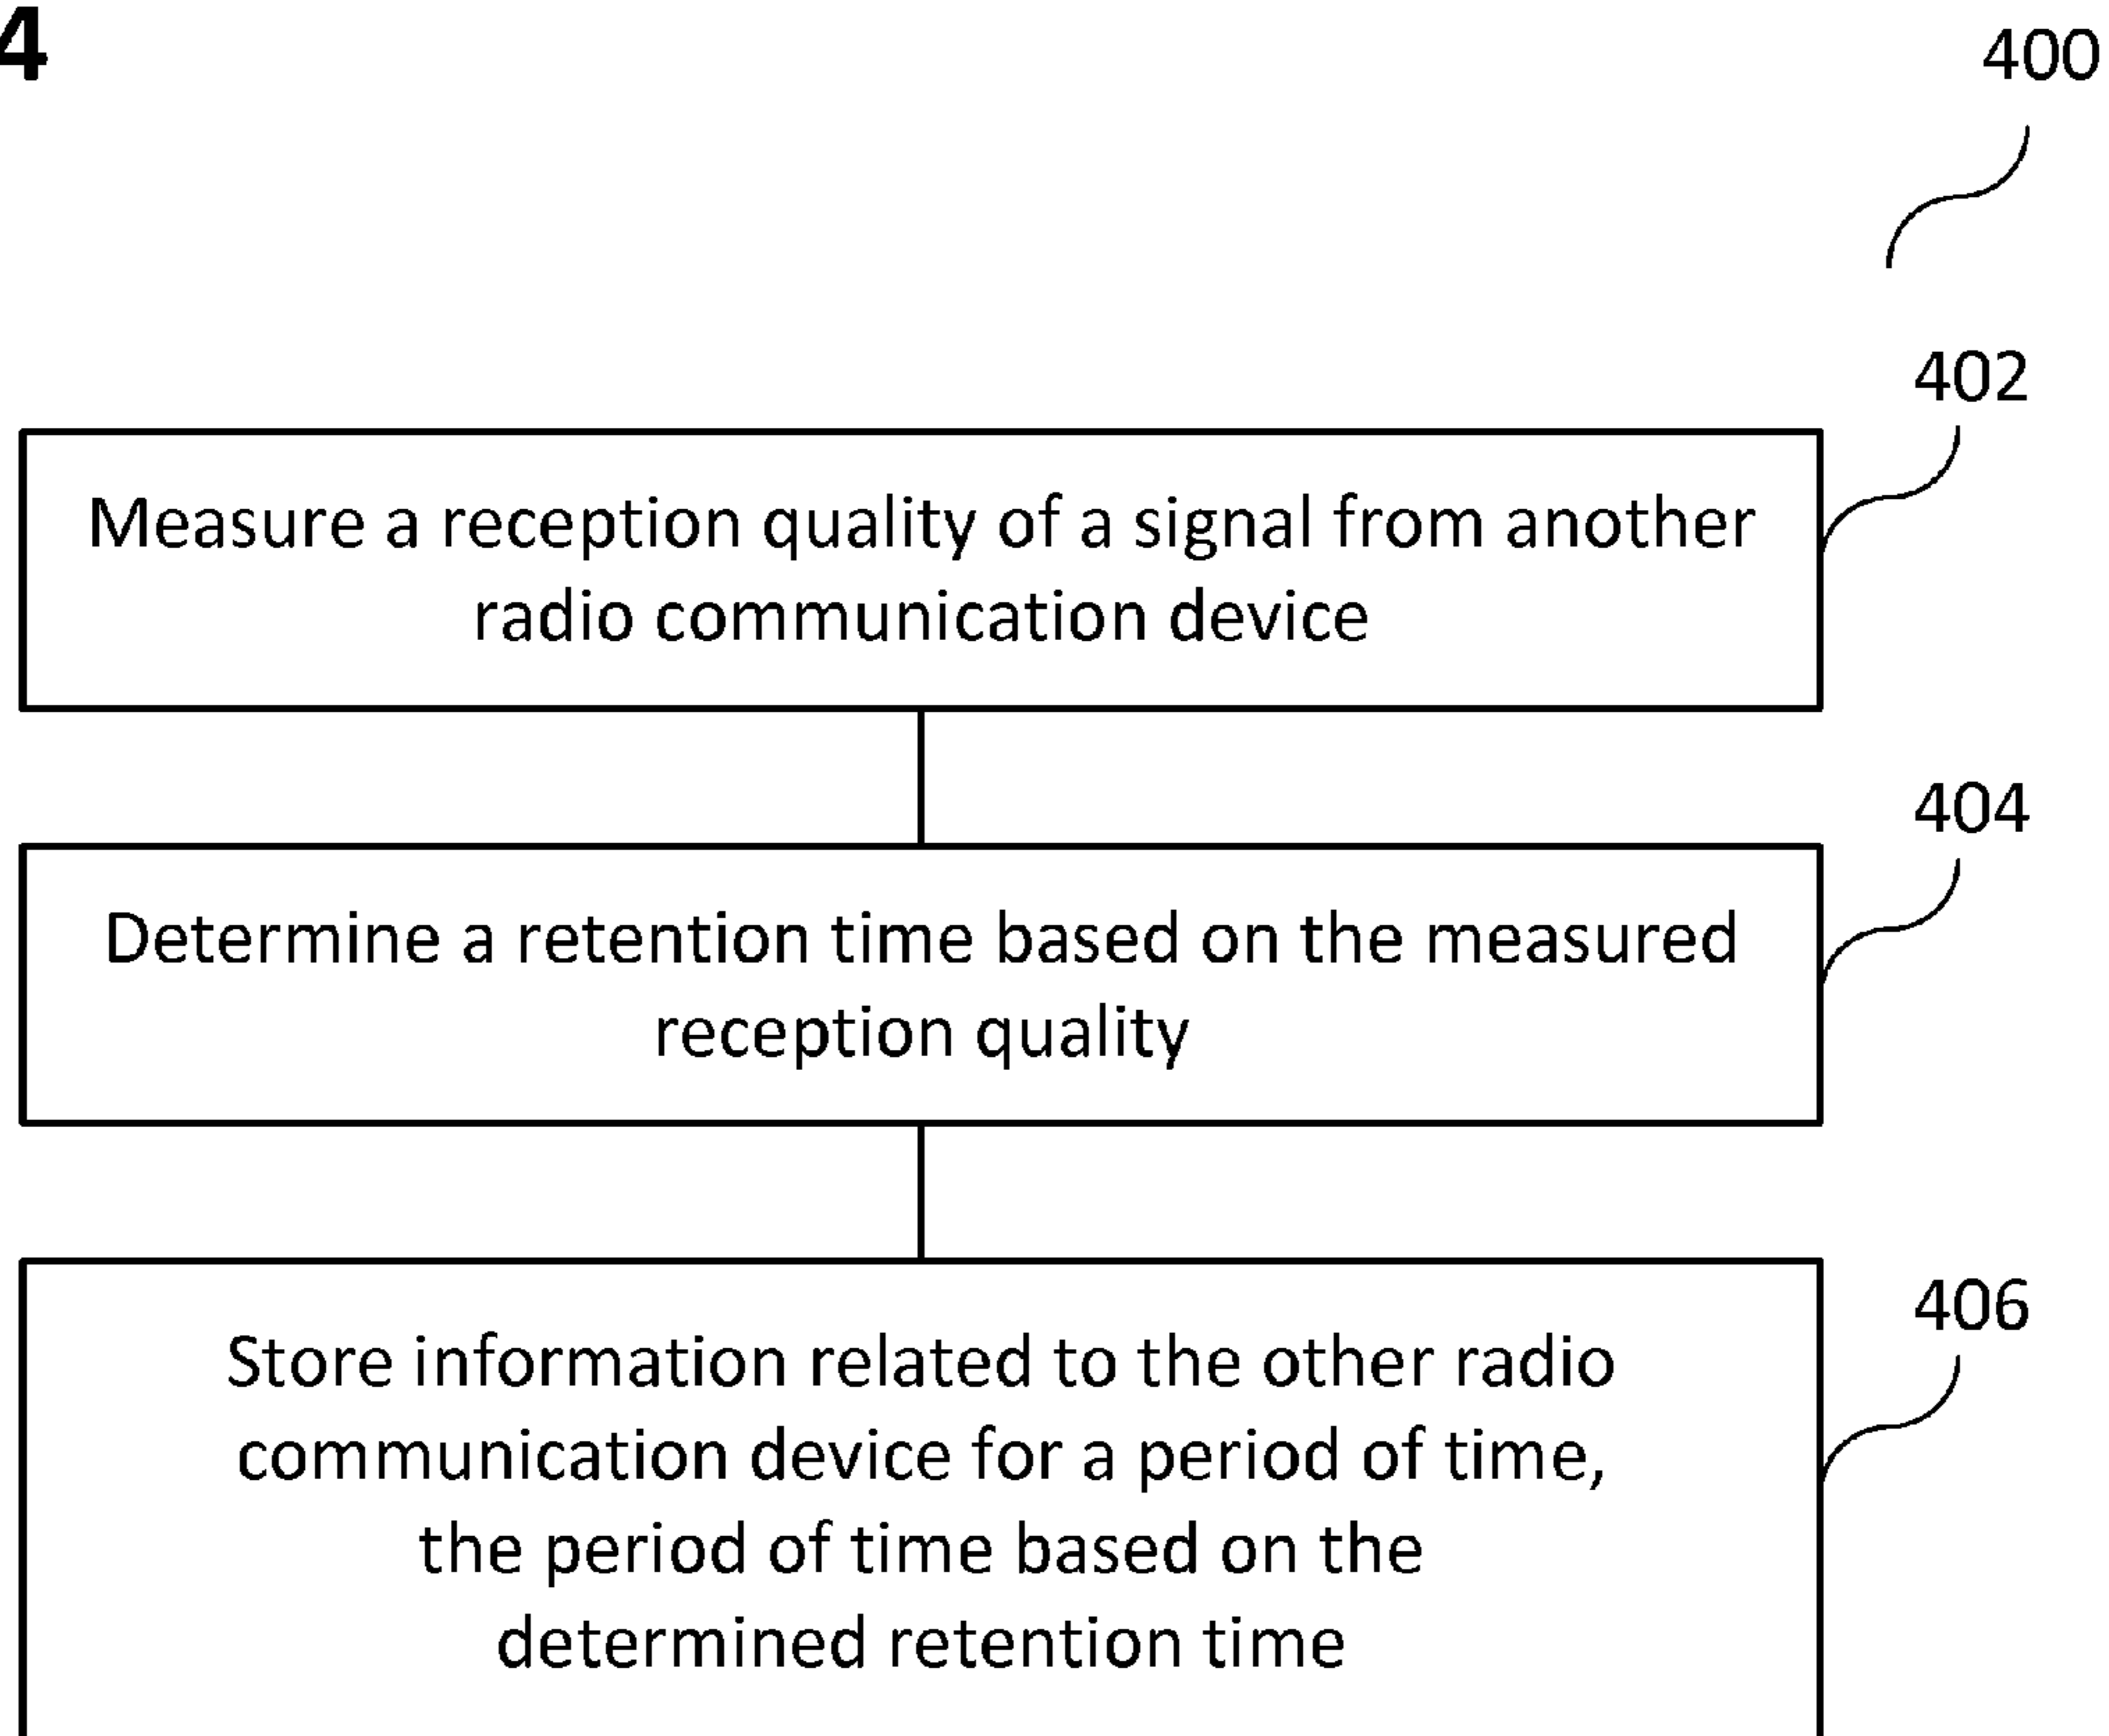 4
400
402
Measure a reception quality of a signal from another
radio communication device
404
Determine a retention time based on the measured
reception quality
406
Store information related to the other radio
communication device for a period of time,
the period of time based on the
determined retention time